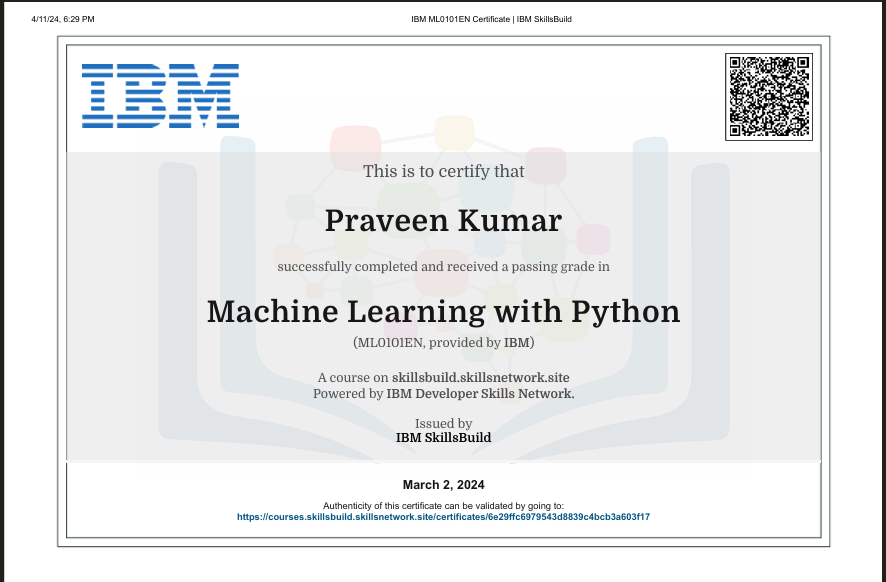 4/11/24, 6:29 PM
IBM ML0101EN Certificate | IBM SkillsBuild
IBM
This is to certify that
Praveen Kumar
successfully completed and received a passing grade in
Machine Learning with Python
(ML0101EN, provided by IBM)
A course on skillsbuild.skillsnetwork.site
Powered by IBM Developer Skills Network.
Issued by
IBM SkillsBuild
March 2, 2024
Authenticity of this certificate can be validated by going to:
https://courses.skillsbuild.skillsnetwork.site/certificates/6e29ffc6979543d8839c4bcb3a603f17